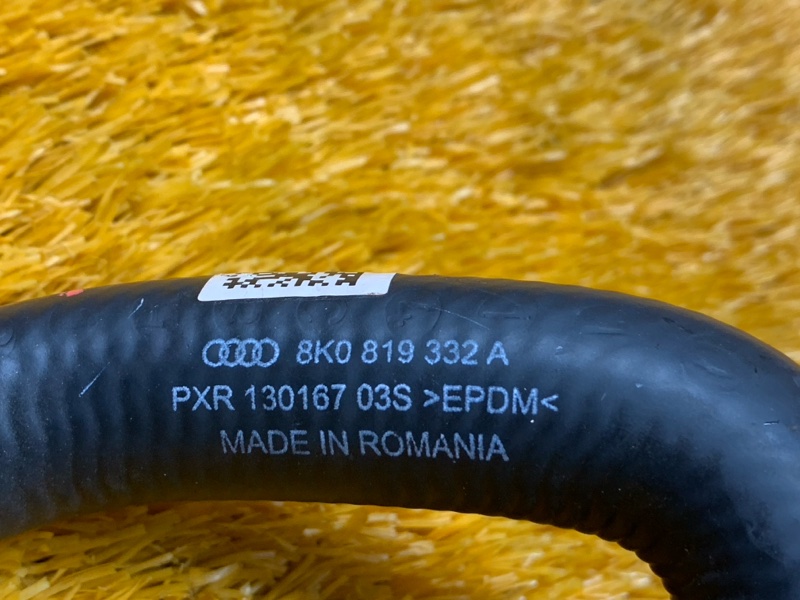 8K0 819 332 A
PXR 130167 03S >EPDM<
MADE IN ROMANIA